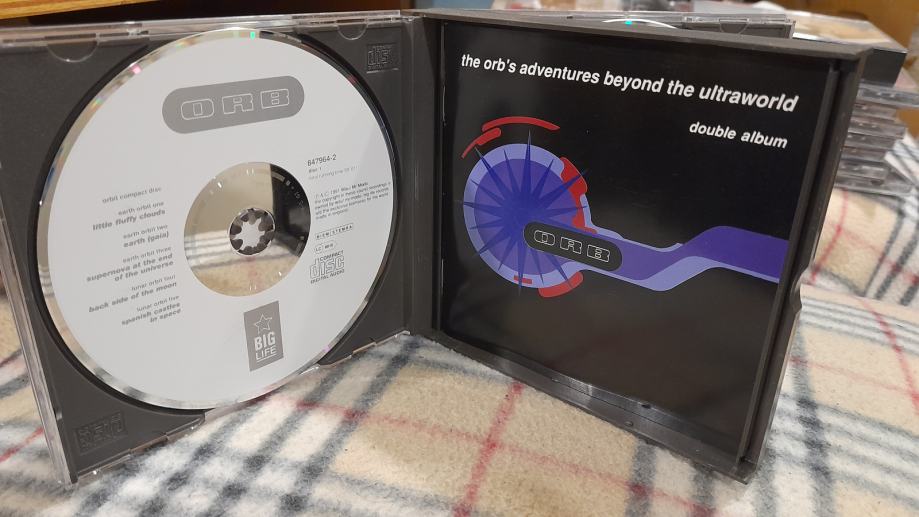 ORB
847964-2
Disc 1
orbit compact disc
earth orbit one
little fluffy clouds
earth orbit two
earth (gaia)
earth orbit three
supernova at the end
of the universe
lunar orbit four
back side of the moon
lunar orbit five
spanish castles
in space
COMPACT
disc
DIGITAL AUDIO
BIG
LIFE
the orb's adventures beyond the ultraworld
double album
ORB